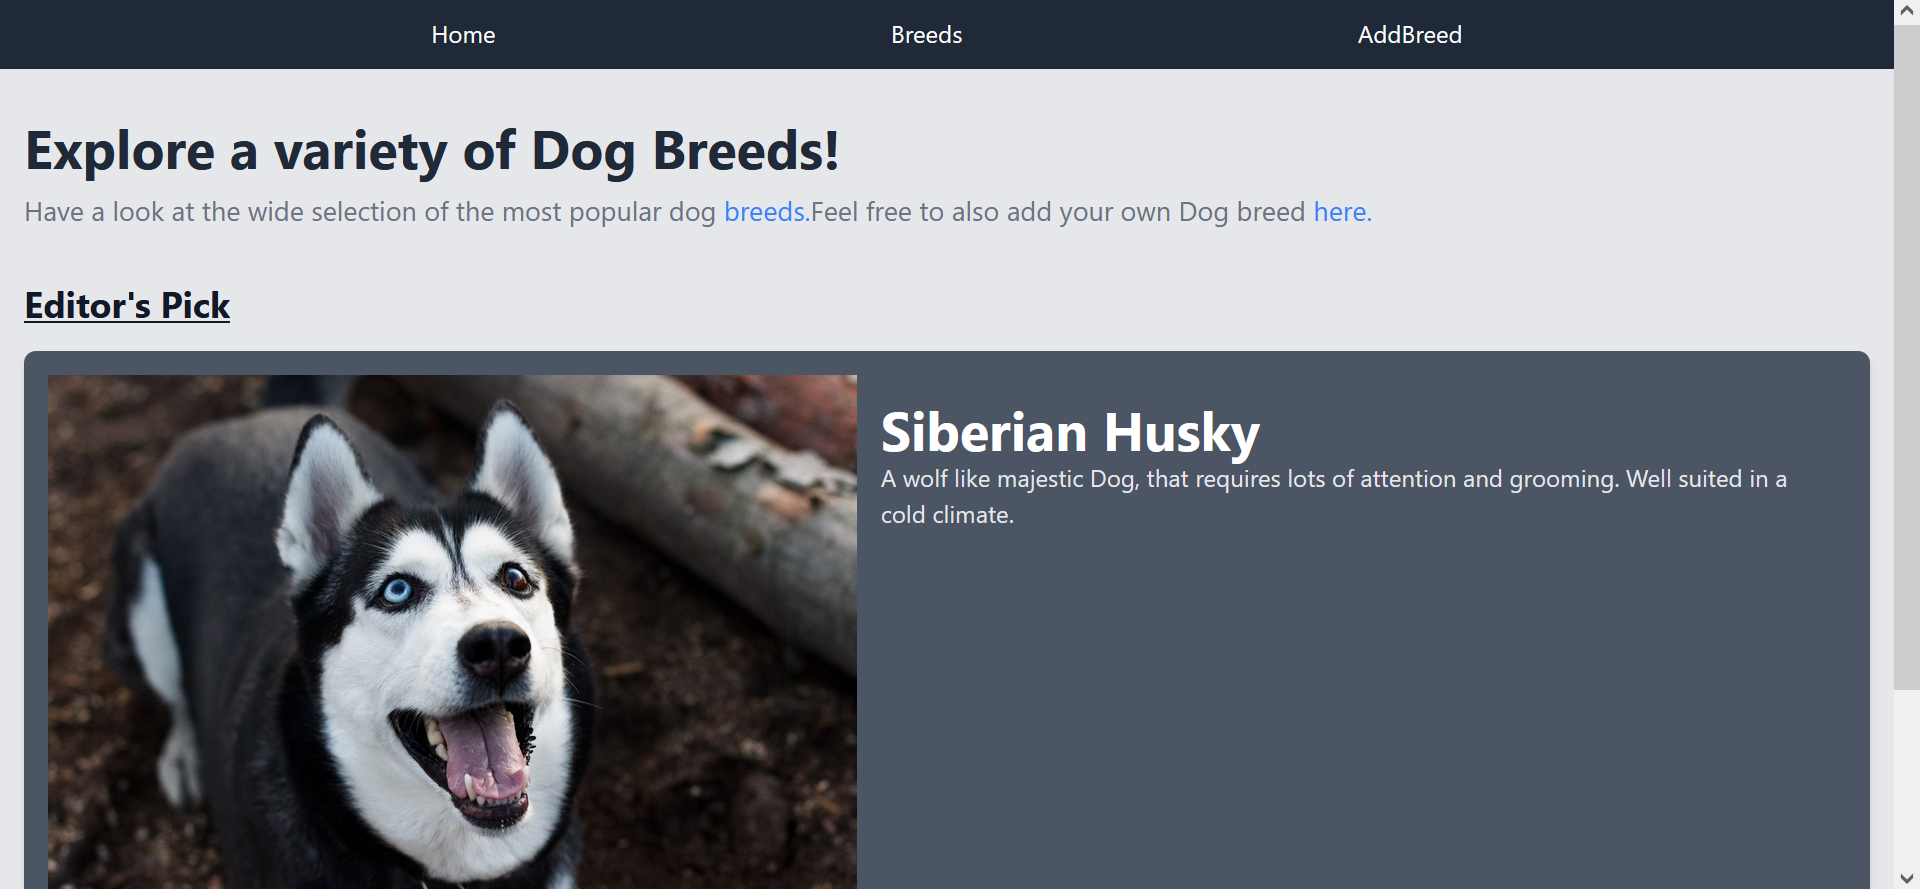 Home Breeds AddBreed
Explore a variety of Dog Breeds!
Have a look at the wide selection of the most popular dog breeds.Feel free to also add your own Dog breed here.
Editor's Pick
Siberian Husky
A wolf like majestic Dog, that requires lots of attention and grooming. Well suited in a
cold climate.